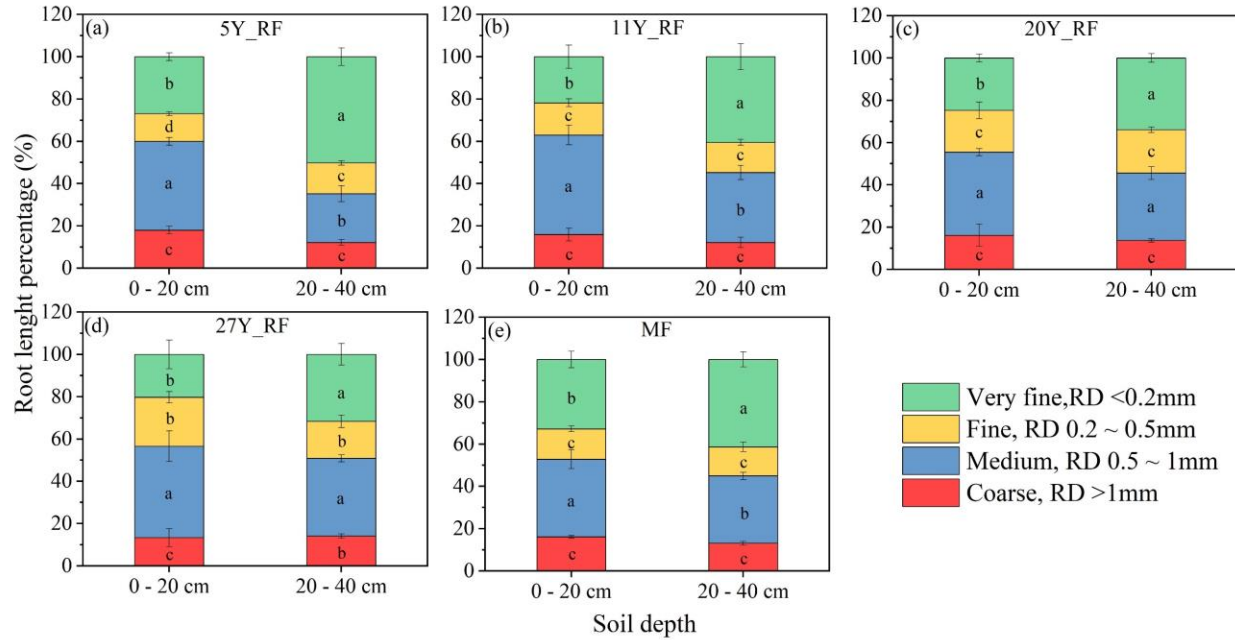 Root lenght percentage (%)
(a) 5Y_RF
120
100
80
60
40
20
0
b
d
a
c
a
c
b
c
0 - 20 cm 20 - 40 cm
(b) 11Y_RF
120
100
80
60
40
20
0
b
c
a
c
a
c
b
c
0 - 20 cm 20 - 40 cm
(c) 20Y_RF
120
100
80
60
40
20
0
b
c
a
c
a
c
a
c
0 - 20 cm 20 - 40 cm
(d) 27Y_RF
120
100
80
60
40
20
0
b
b
a
c
a
b
a
b
0 - 20 cm 20 - 40 cm
(e) MF
120
100
80
60
40
20
0
b
c
a
c
a
c
b
c
0 - 20 cm 20 - 40 cm
Very fine,RD <0.2mm
Fine, RD 0.2 ~ 0.5mm
Medium, RD 0.5 ~ 1mm
Coarse, RD >1mm
Soil depth